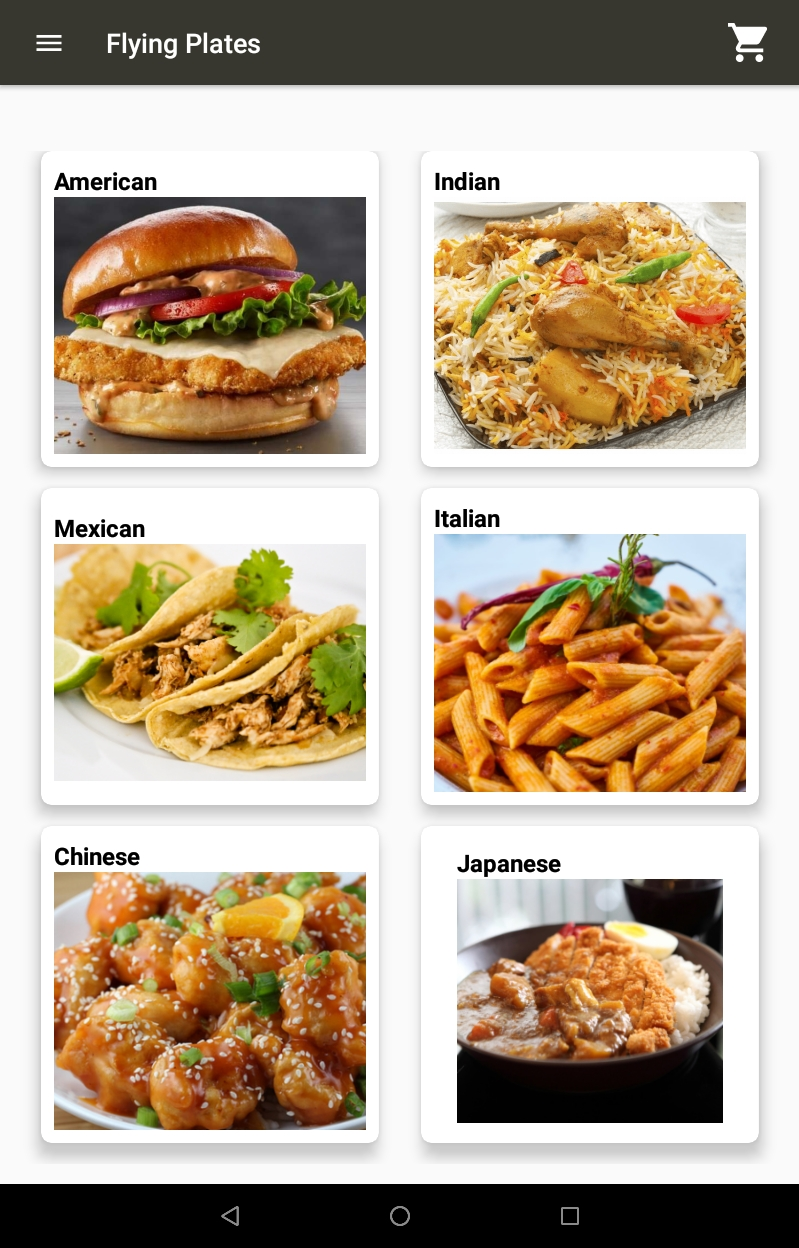 Flying Plates
American
Indian
Mexican
Italian
Chinese
Japanese